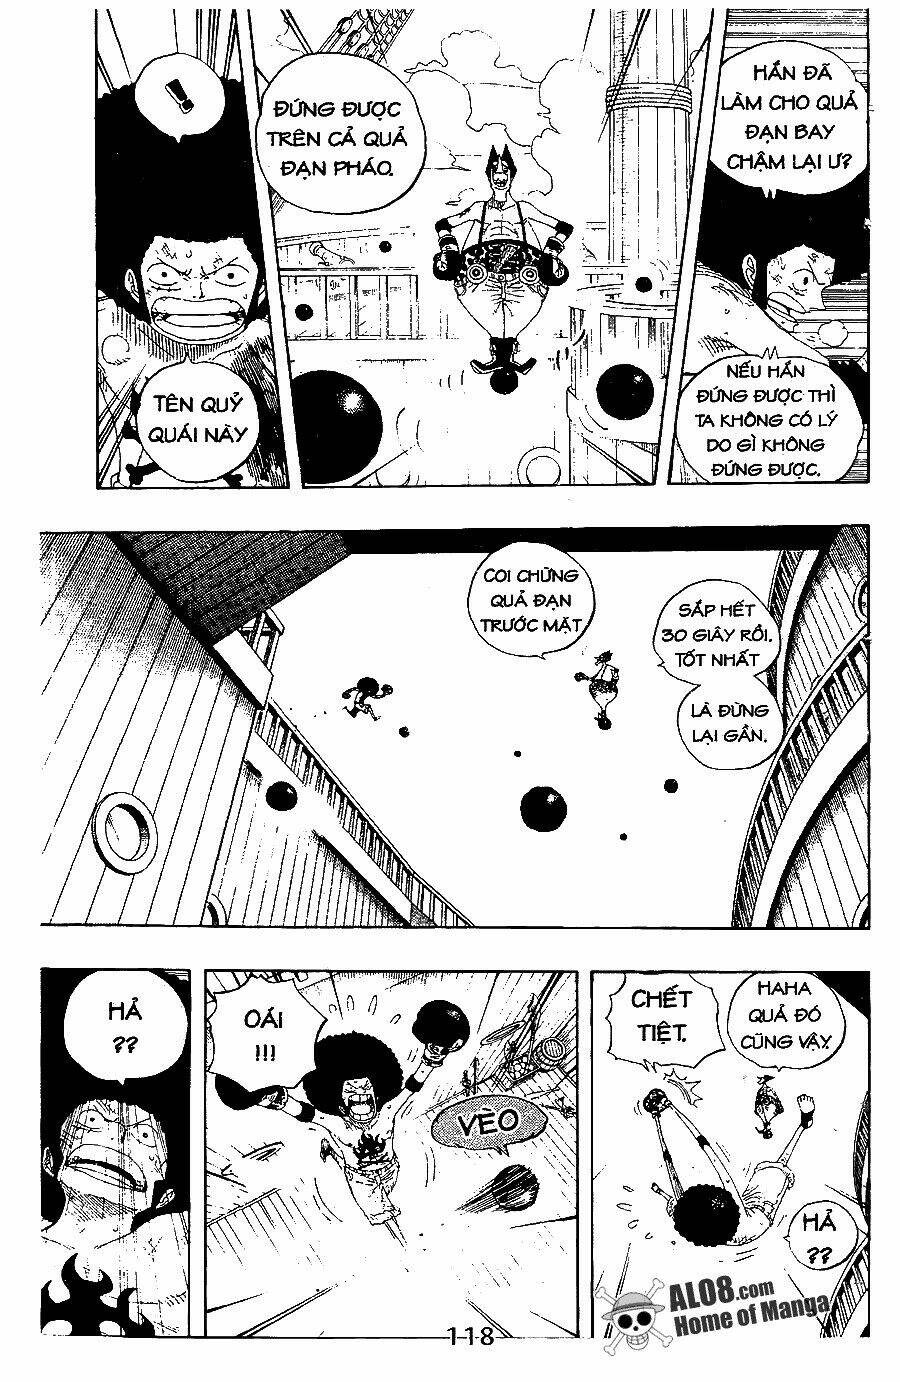 HẮN ĐÃ
LÀM CHO QUẢ
ĐẠN BAY
CHẬM LẠI Ư?
NẾU HẮN
ĐỨNG ĐƯỢC THÌ
TA KHÔNG CÓ LÝ
DO GÌ KHÔNG
ĐỨNG ĐƯỢC.
ĐỨNG ĐƯỢC
TRÊN CẢ QUẢ
ĐẠN PHÁO.
!
TÊN QUỶ
QUÁI NÀY
SẮP HẾT
30 GIÂY RỒI.
TỐT NHẤT
LÀ ĐỪNG
LẠI GẦN.
COI CHỪNG
QUẢ ĐẠN
TRƯỚC MẶT
HAHA
QUẢ ĐÓ
CŨNG VẬY.
CHẾT
TIỆT.
HẢ
??
OÁI
!!!
VÈO
HẢ
??
118
ALO8.com
Home of Manga